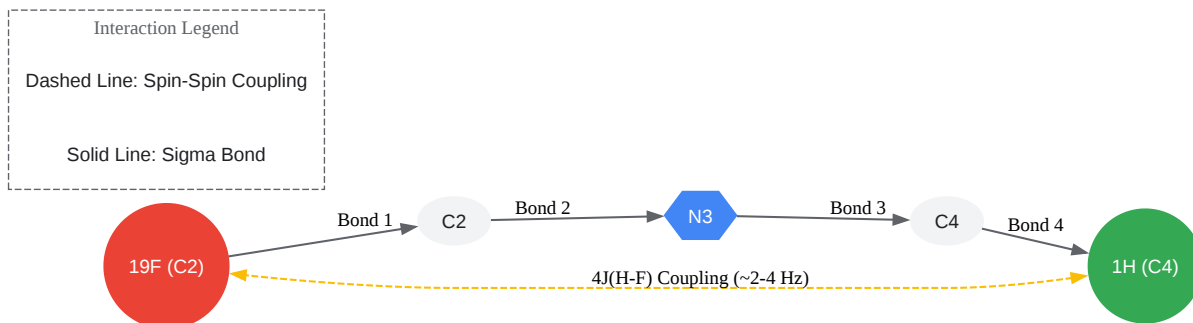 Interaction Legend
Dashed Line: Spin-Spin Coupling
Solid Line: Sigma Bond
19F (C2)
Bond 1
C2
Bond 2
N3
Bond 3
C4
Bond 4
1H (C4)
4J(H-F) Coupling (~2-4 Hz)